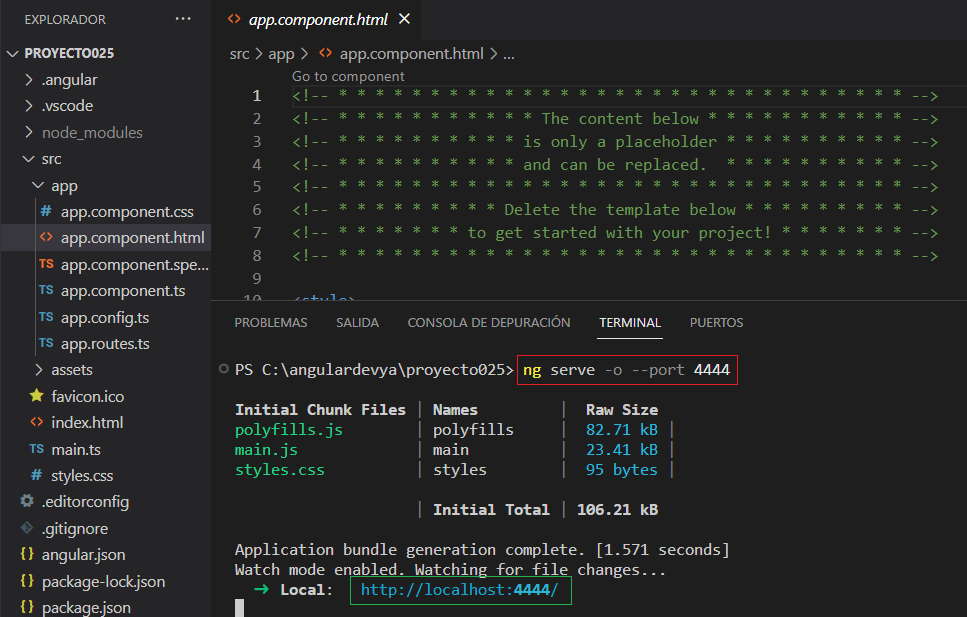 EXPLORADOR ···
PROYECTO025
.angular
.vscode
node_modules
src
app
# app.component.css
<> app.component.html
TS app.component.spe...
TS app.component.ts
TS app.config.ts
TS app.routes.ts
assets
favicon.ico
<> index.html
TS main.ts
# styles.css
.editorconfig
.gitignore
{} angular.json
{} package-lock.json
{} package.json
<> app.component.html ×
src > app > <> app.component.html > ...
Go to component
1 <!-- * * * * * * * * * * * * * * * * * * * * * * * * * * * * * * * -->
2 <!-- * * * * * * * * * * * The content below * * * * * * * * * * * -->
3 <!-- * * * * * * * * * * is only a placeholder * * * * * * * * * * -->
4 <!-- * * * * * * * * * * and can be replaced.  * * * * * * * * * * -->
5 <!-- * * * * * * * * * * * * * * * * * * * * * * * * * * * * * * * -->
6 <!-- * * * * * * * * * Delete the template below * * * * * * * * * -->
7 <!-- * * * * * * * to get started with your project! * * * * * * * -->
8 <!-- * * * * * * * * * * * * * * * * * * * * * * * * * * * * * * * -->
9
10 <style>
PROBLEMAS SALIDA CONSOLA DE DEPURACIÓN TERMINAL PUERTOS
PS C:\angulardevya\proyecto025> ng serve -o --port 4444
Initial Chunk Files | Names | Raw Size
polyfills.js | polyfills | 82.71 kB |
main.js | main | 23.41 kB |
styles.css | styles | 95 bytes |
| Initial Total | 106.21 kB
Application bundle generation complete. [1.571 seconds]
Watch mode enabled. Watching for file changes...
➜ Local: http://localhost:4444/